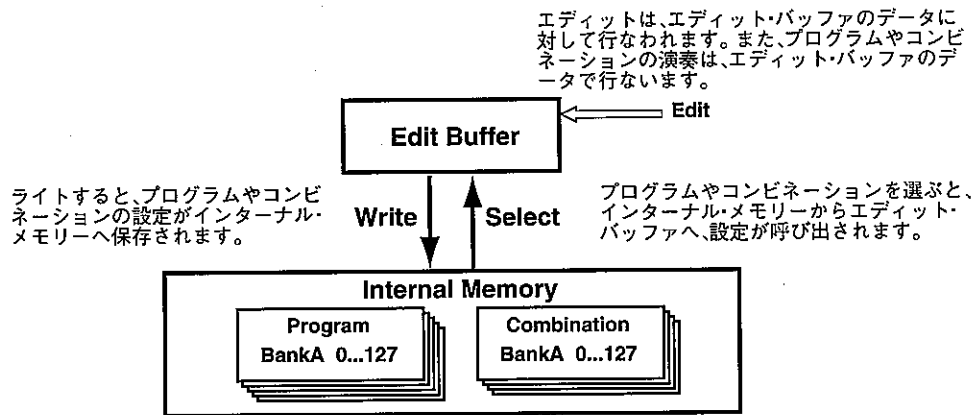 エディットは、エディット・バッファのデータに
対して行なわれます。また、プログラムやコンビ
ネーションの演奏は、エディット・バッファのデ
ータで行ないます。
Edit
Edit Buffer
ライトすると、プログラムやコンビ
ネーションの設定がインターナル・
メモリーへ保存されます。
Write
Select
プログラムやコンビネーションを選ぶと、
インターナル・メモリーからエディット・
バッファへ、設定が呼び出されます。
Internal Memory
Program
BankA 0...127
Combination
BankA 0...127